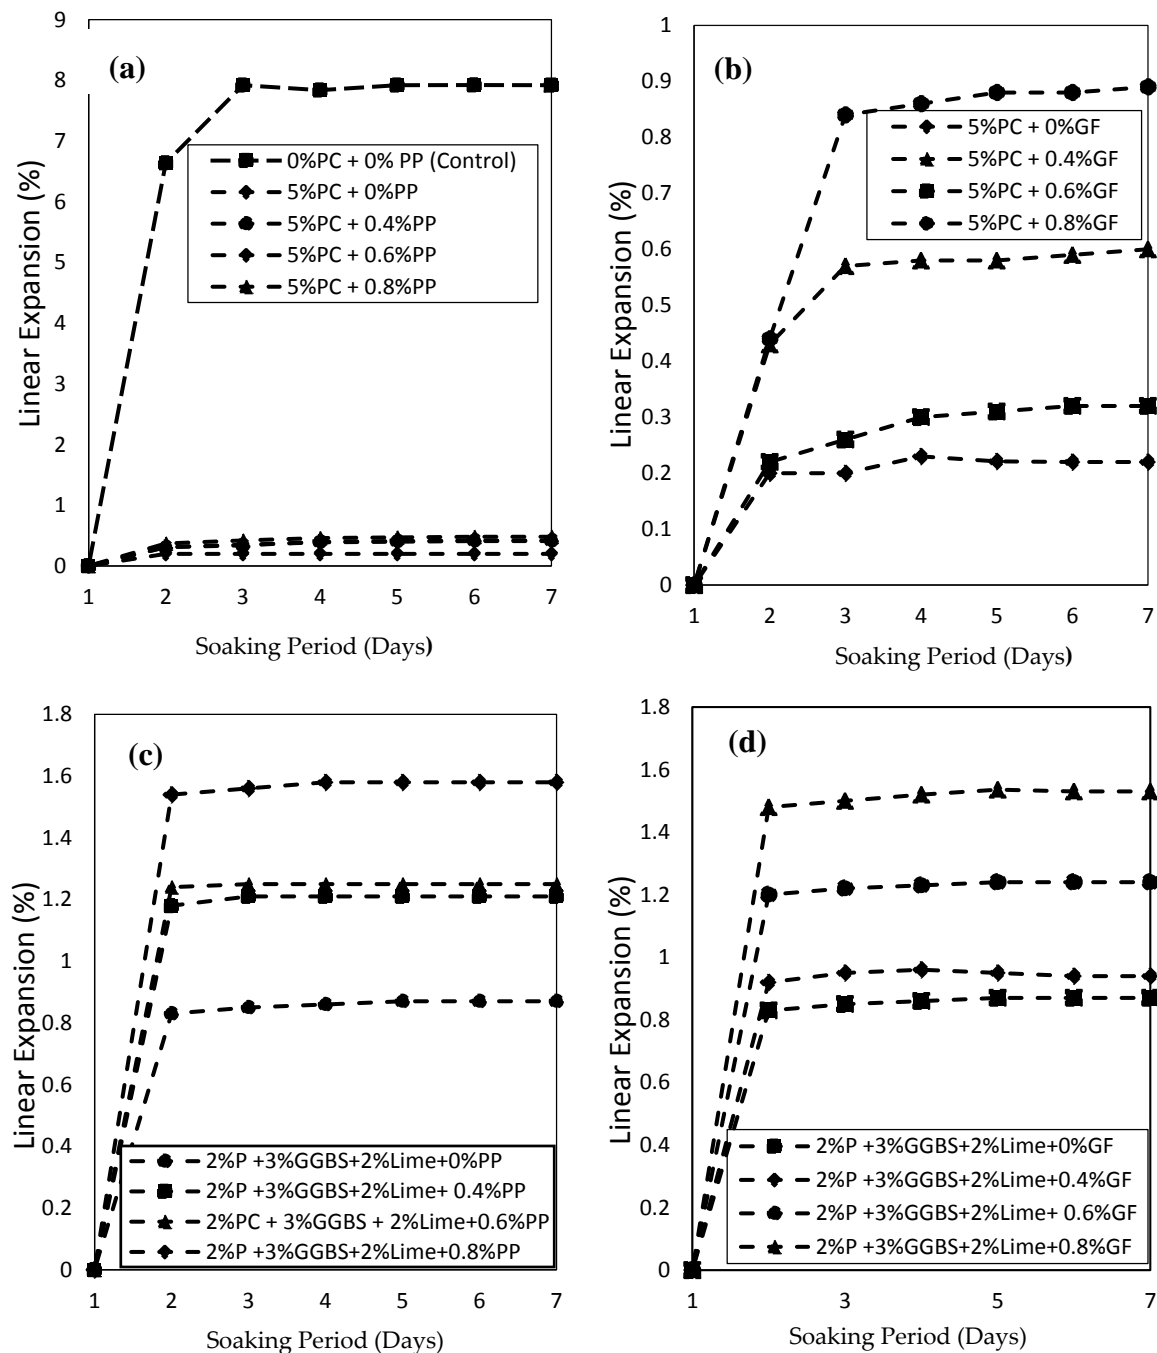 (a)
Linear Expansion (%)
9
8
7
6
5
4
3
2
1
0
0%PC + 0% PP (Control)
5%PC + 0%PP
5%PC + 0.4%PP
5%PC + 0.6%PP
5%PC + 0.8%PP
1 2 3 4 5 6 7
Soaking Period (Days)
(b)
Linear Expansion (%)
1
0.9
0.8
0.7
0.6
0.5
0.4
0.3
0.2
0.1
0
5%PC + 0%GF
5%PC + 0.4%GF
5%PC + 0.6%GF
5%PC + 0.8%GF
1 2 3 4 5 6 7
Soaking Period (Days)
(c)
Linear Expansion (%)
1.8
1.6
1.4
1.2
1
0.8
0.6
0.4
0.2
0
2%P +3%GGBS+2%Lime+0%PP
2%P +3%GGBS+2%Lime+ 0.4%PP
2%PC + 3%GGBS + 2%Lime+0.6%PP
2%P +3%GGBS+2%Lime+0.8%PP
1 2 3 4 5 6 7
Soaking Period (Days)
(d)
Linear Expansion (%)
1.8
1.6
1.4
1.2
1
0.8
0.6
0.4
0.2
0
2%P +3%GGBS+2%Lime+0%GF
2%P +3%GGBS+2%Lime+0.4%GF
2%P +3%GGBS+2%Lime+ 0.6%GF
2%P +3%GGBS+2%Lime+0.8%GF
1 3 5 7
Soaking Period (Days)